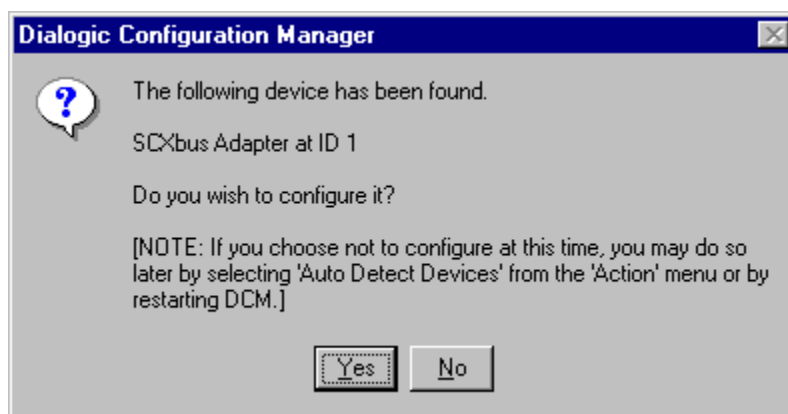 Dialogic Configuration Manager
?
The following device has been found.
SCXbus Adapter at ID 1
Do you wish to configure it?
[NOTE: If you choose not to configure at this time, you may do so
later by selecting 'Auto Detect Devices' from the 'Action' menu or by
restarting DCM.]
Yes No